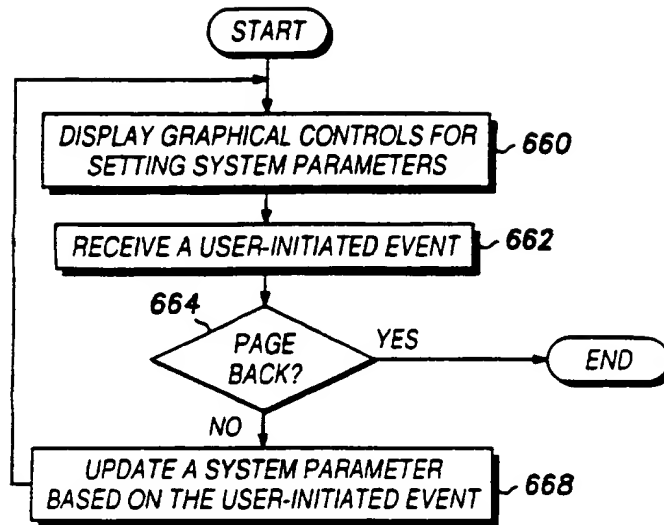 START
DISPLAY GRAPHICAL CONTROLS FOR
SETTING SYSTEM PARAMETERS
660
RECEIVE A USER-INITIATED EVENT
662
664
PAGE
BACK?
YES
END
NO
UPDATE A SYSTEM PARAMETER
BASED ON THE USER-INITIATED EVENT
668